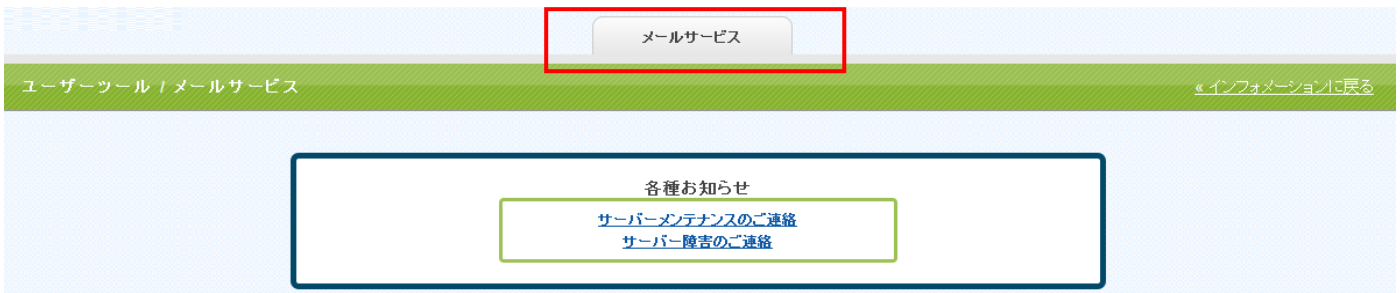 メールサービス
ユーザーツール / メールサービス
« インフォメーションに戻る
各種お知らせ
サーバーメンテナンスのご連絡
サーバー障害のご連絡